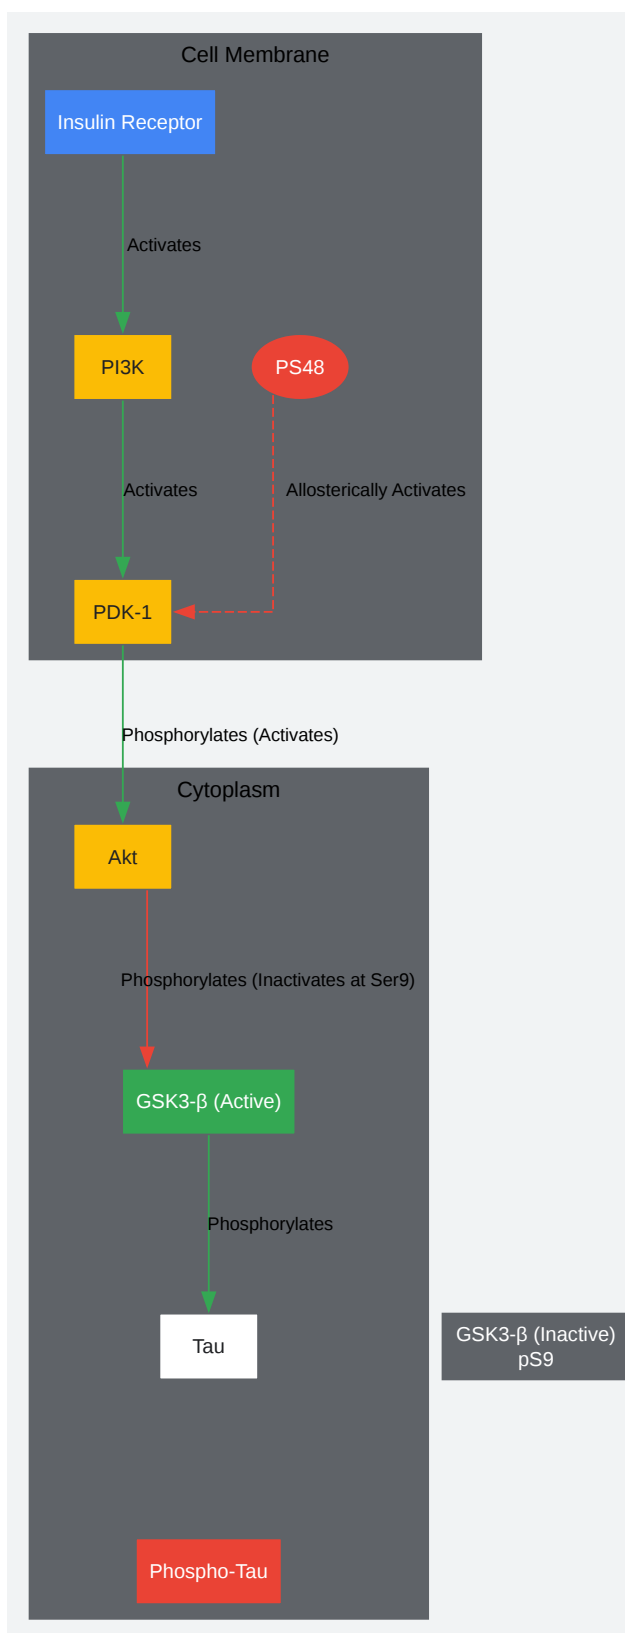 Cell Membrane
Insulin Receptor
Activates
PI3K
PS48
Activates
Allosterically Activates
PDK-1
Phosphorylates (Activates)
Cytoplasm
Akt
Phosphorylates (Inactivates at Ser9)
GSK3-β (Active)
Phosphorylates
Tau
GSK3-β (Inactive)
pS9
Phospho-Tau